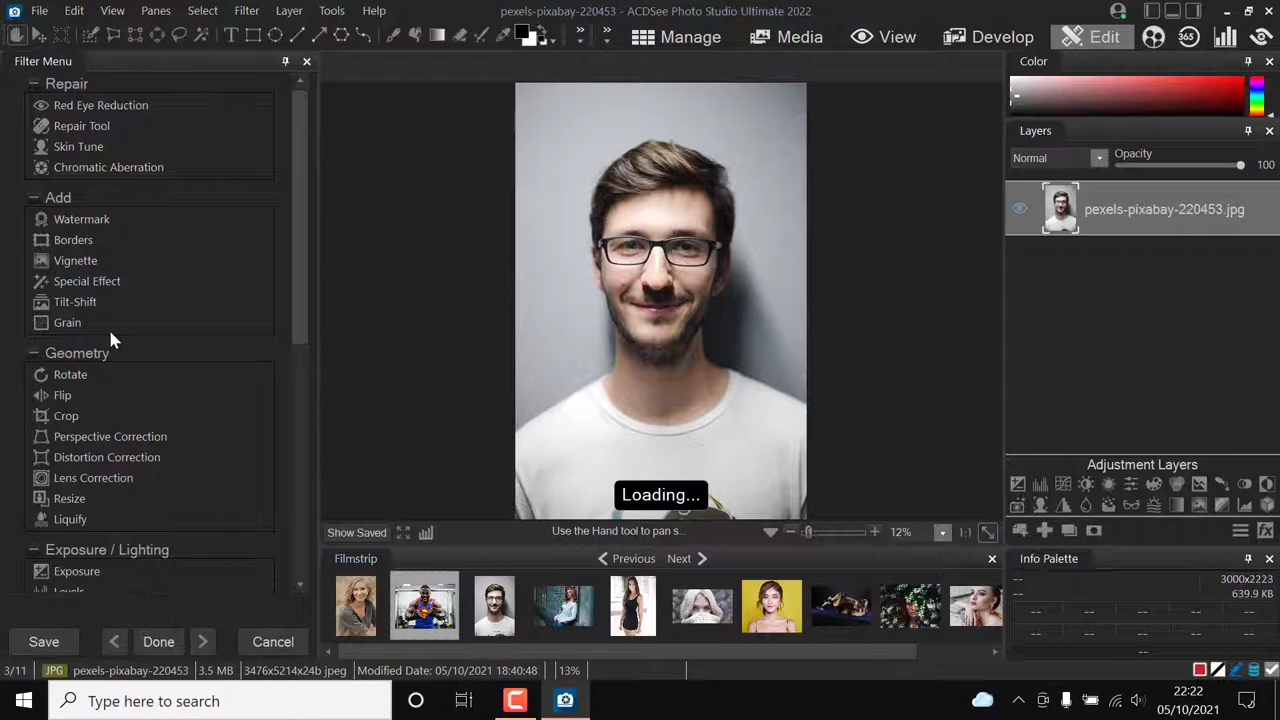 File Edit View Panes Select Filter Layer Tools Help
pexels-pixabay-220453 - ACDSee Photo Studio Ultimate 2022
Manage Media View Develop Edit 365
Filter Menu
Repair
Red Eye Reduction
Repair Tool
Skin Tune
Chromatic Aberration
Add
Watermark
Borders
Vignette
Special Effect
Tilt-Shift
Grain
Geometry
Rotate
Flip
Crop
Perspective Correction
Distortion Correction
Lens Correction
Resize
Liquify
Exposure / Lighting
Exposure
Levels
Save Done Cancel
Loading...
Show Saved
Use the Hand tool to pan s...
12%
1:1
Filmstrip
Previous Next
Color
Layers
Normal
Opacity
100
pexels-pixabay-220453.jpg
Adjustment Layers
fx
Info Palette
-- 3000x2223
-- 639.9 KB
-- -- -- --
-- -- -- --
--
3/11 JPG pexels-pixabay-220453 3.5 MB 3476x5214x24b jpeg Modified Date: 05/10/2021 18:40:48 13%
Type here to search
22:22
05/10/2021